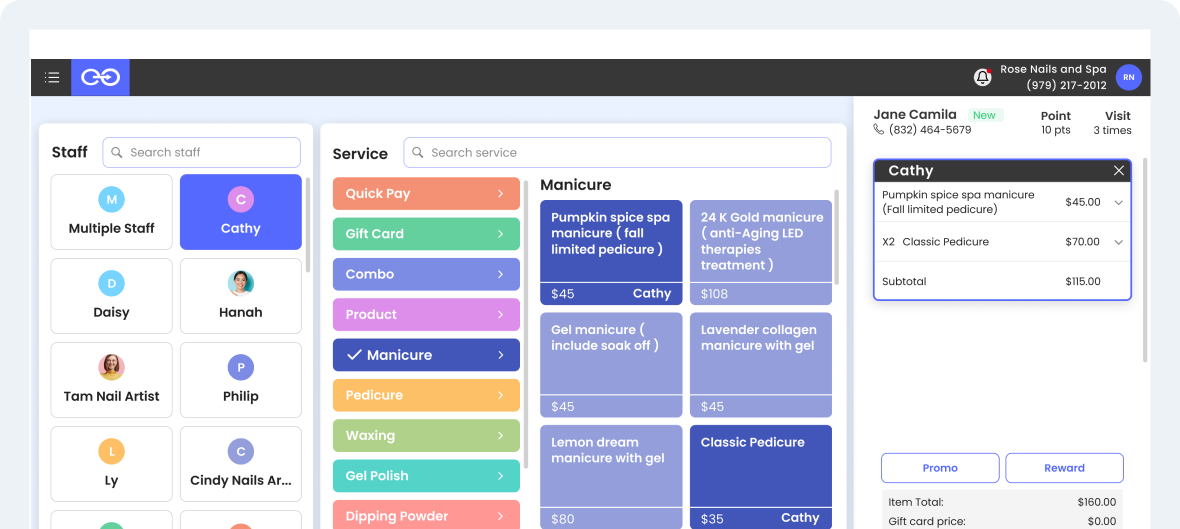 Rose Nails and Spa
(979) 217-2012
RN
Staff
Search staff
M
Multiple Staff
C
Cathy
D
Daisy
Hanah
Tam Nail Artist
P
Philip
L
Ly
C
Cindy Nails Ar...
Service
Search service
Quick Pay
Gift Card
Combo
Product
Manicure
Pedicure
Waxing
Gel Polish
Dipping Powder
Manicure
Pumpkin spice spa
manicure ( fall
limited pedicure )
$45 Cathy
24 K Gold manicure
( anti-Aging LED
therapies
treatment )
$108
Gel manicure (
include soak off )
$45
Lavender collagen
manicure with gel
$45
Lemon dream
manicure with gel
$80
Classic Pedicure
$35 Cathy
Jane Camila New
(832) 464-5679
Point
10 pts
Visit
3 times
Cathy
Pumpkin spice spa manicure
(Fall limited pedicure)
$45.00
X2 Classic Pedicure $70.00
Subtotal $115.00
Promo
Reward
Item Total: $160.00
Gift card price: $0.00